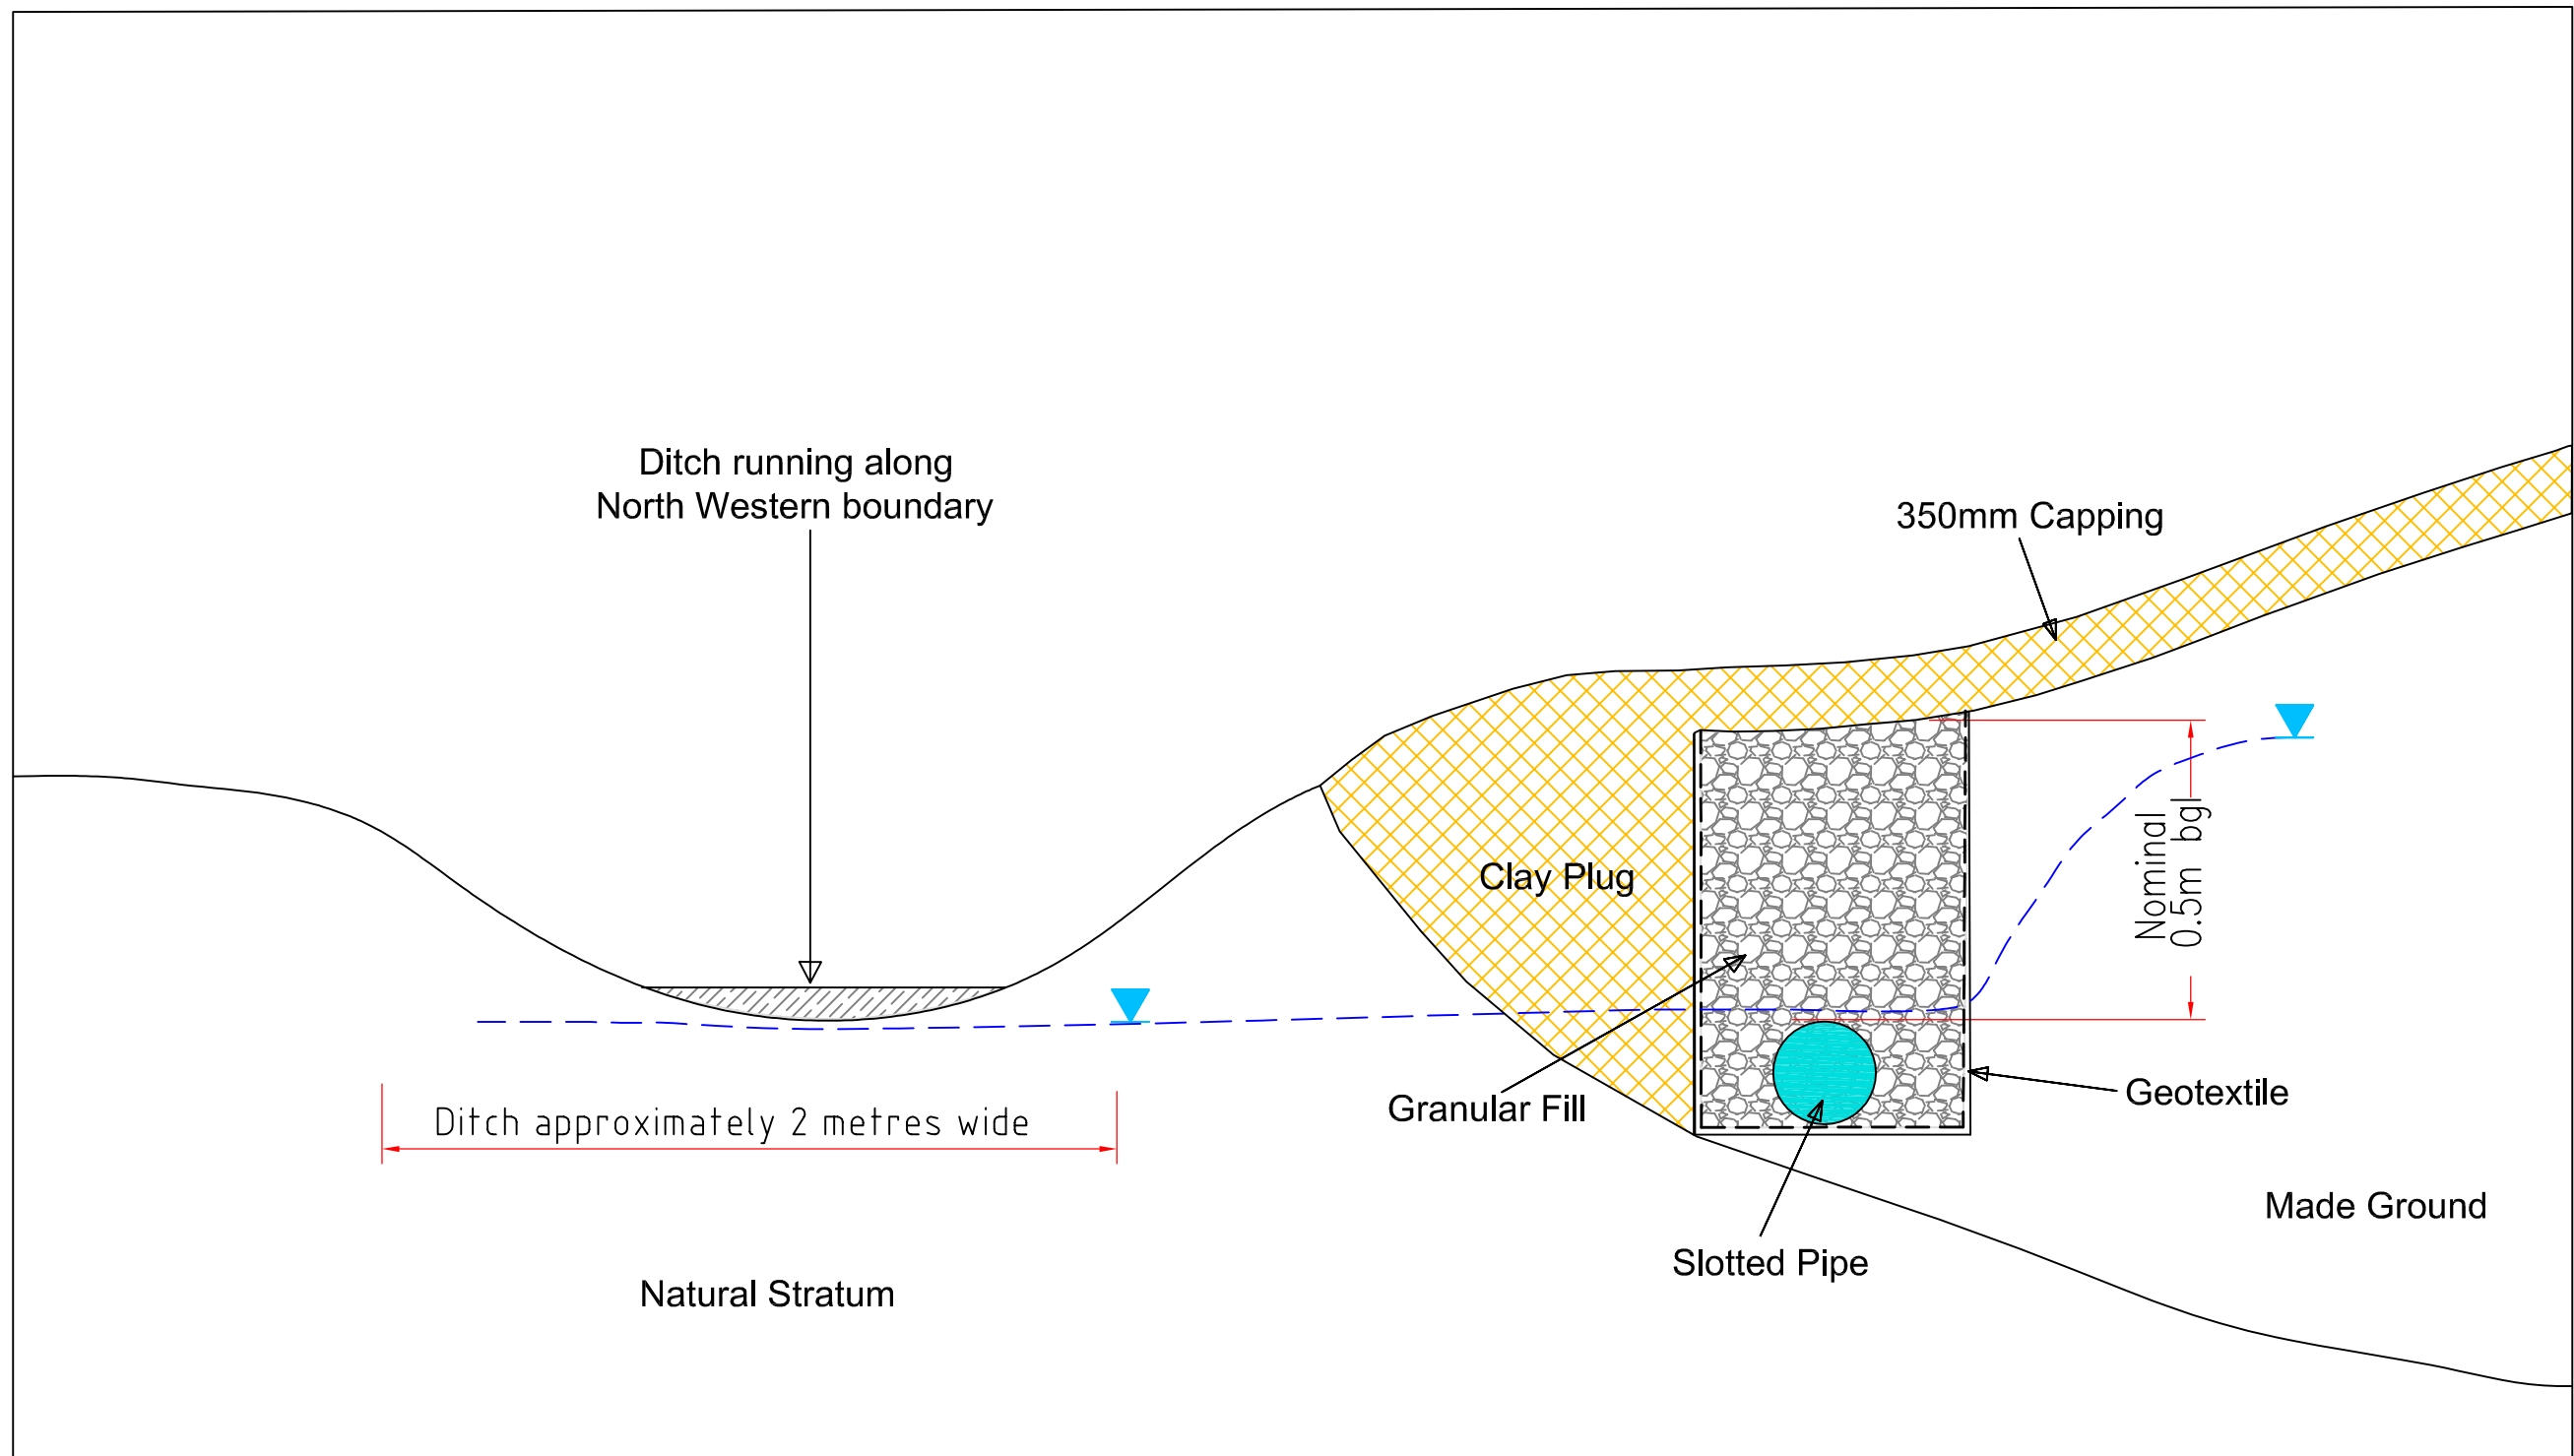 Ditch running along
North Western boundary
350mm Capping
Nominal
0.5m bgl
Clay Plug
Granular Fill
Geotextile
Ditch approximately 2 metres wide
Made Ground
Slotted Pipe
Natural Stratum